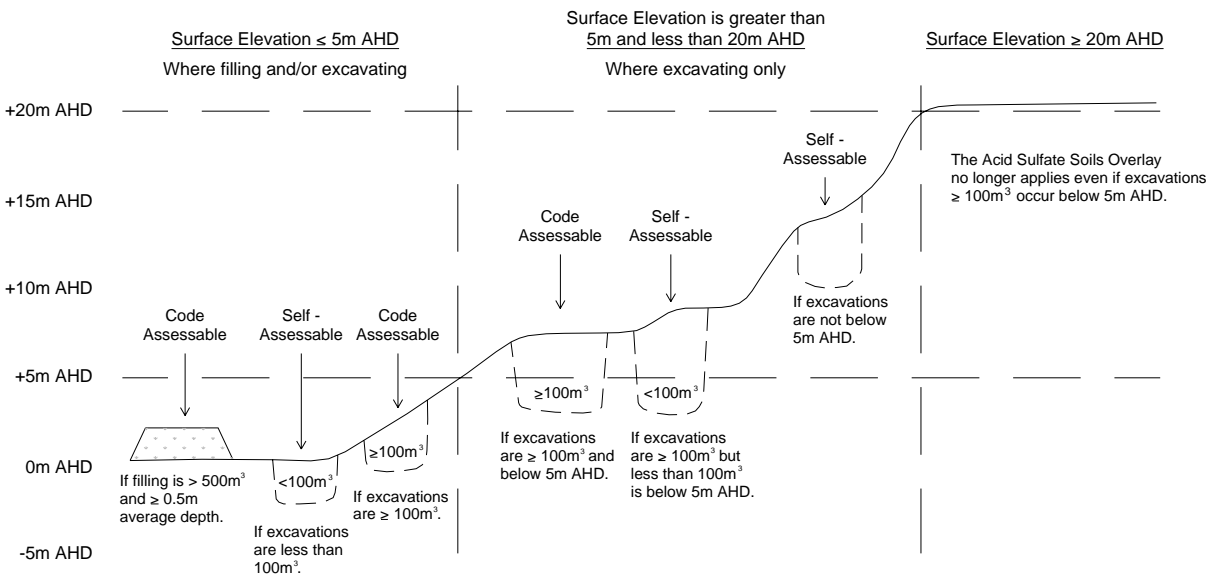 Surface Elevation ≤ 5m AHD
Where filling and/or excavating
Surface Elevation is greater than
5m and less than 20m AHD
Where excavating only
Surface Elevation ≥ 20m AHD
+20m AHD
+15m AHD
+10m AHD
+5m AHD
0m AHD
-5m AHD
Code
Assessable
If filling is > 500m³
and ≥ 0.5m
average depth.
Self -
Assessable
<100m³
If excavations
are less than
100m³.
Code
Assessable
≥100m³
If excavations
are ≥ 100m³.
Code
Assessable
≥100m³
If excavations
are ≥ 100m³ and
below 5m AHD.
Self -
Assessable
<100m³
If excavations
are ≥ 100m³ but
less than 100m³
is below 5m AHD.
Self -
Assessable
If excavations
are not below
5m AHD.
The Acid Sulfate Soils Overlay
no longer applies even if excavations
≥ 100m³ occur below 5m AHD.